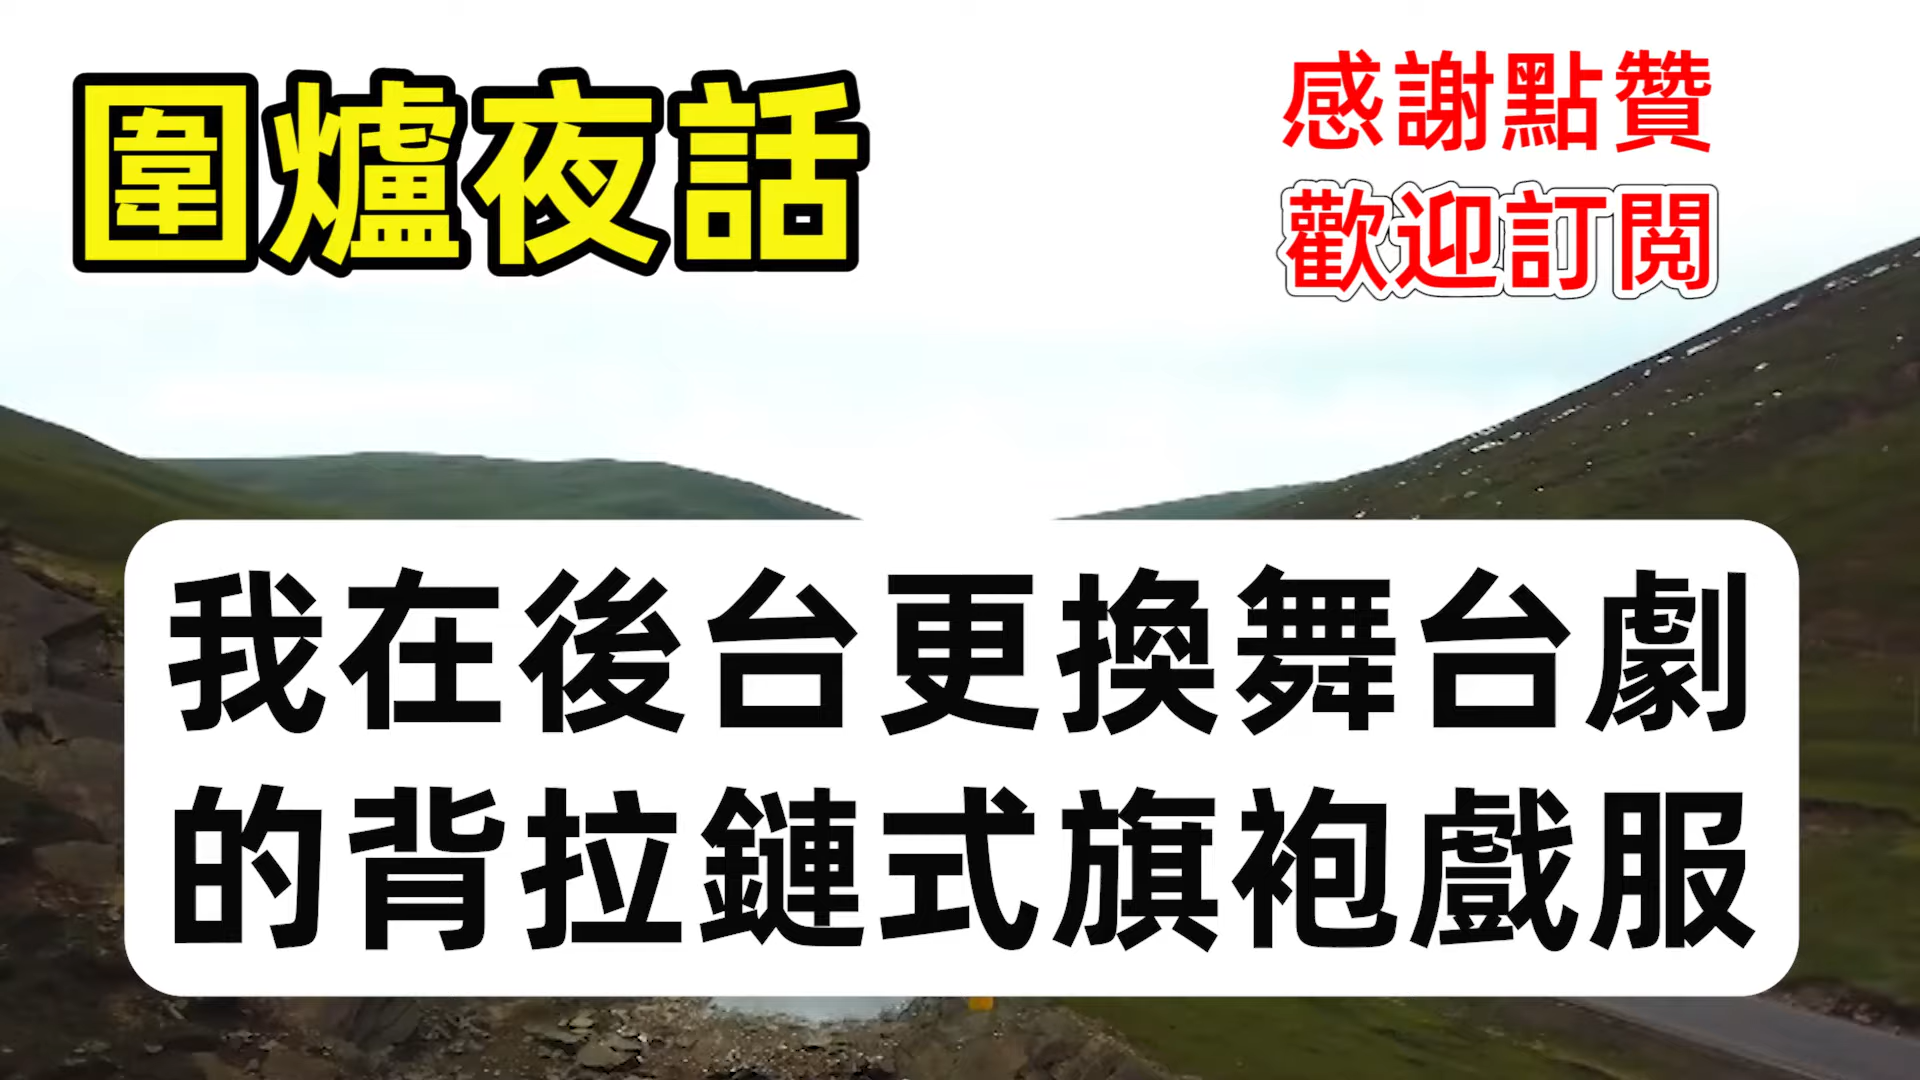 圍爐夜話
感謝點贊
歡迎訂閱
我在後台更換舞台劇
的背拉鏈式旗袍戲服